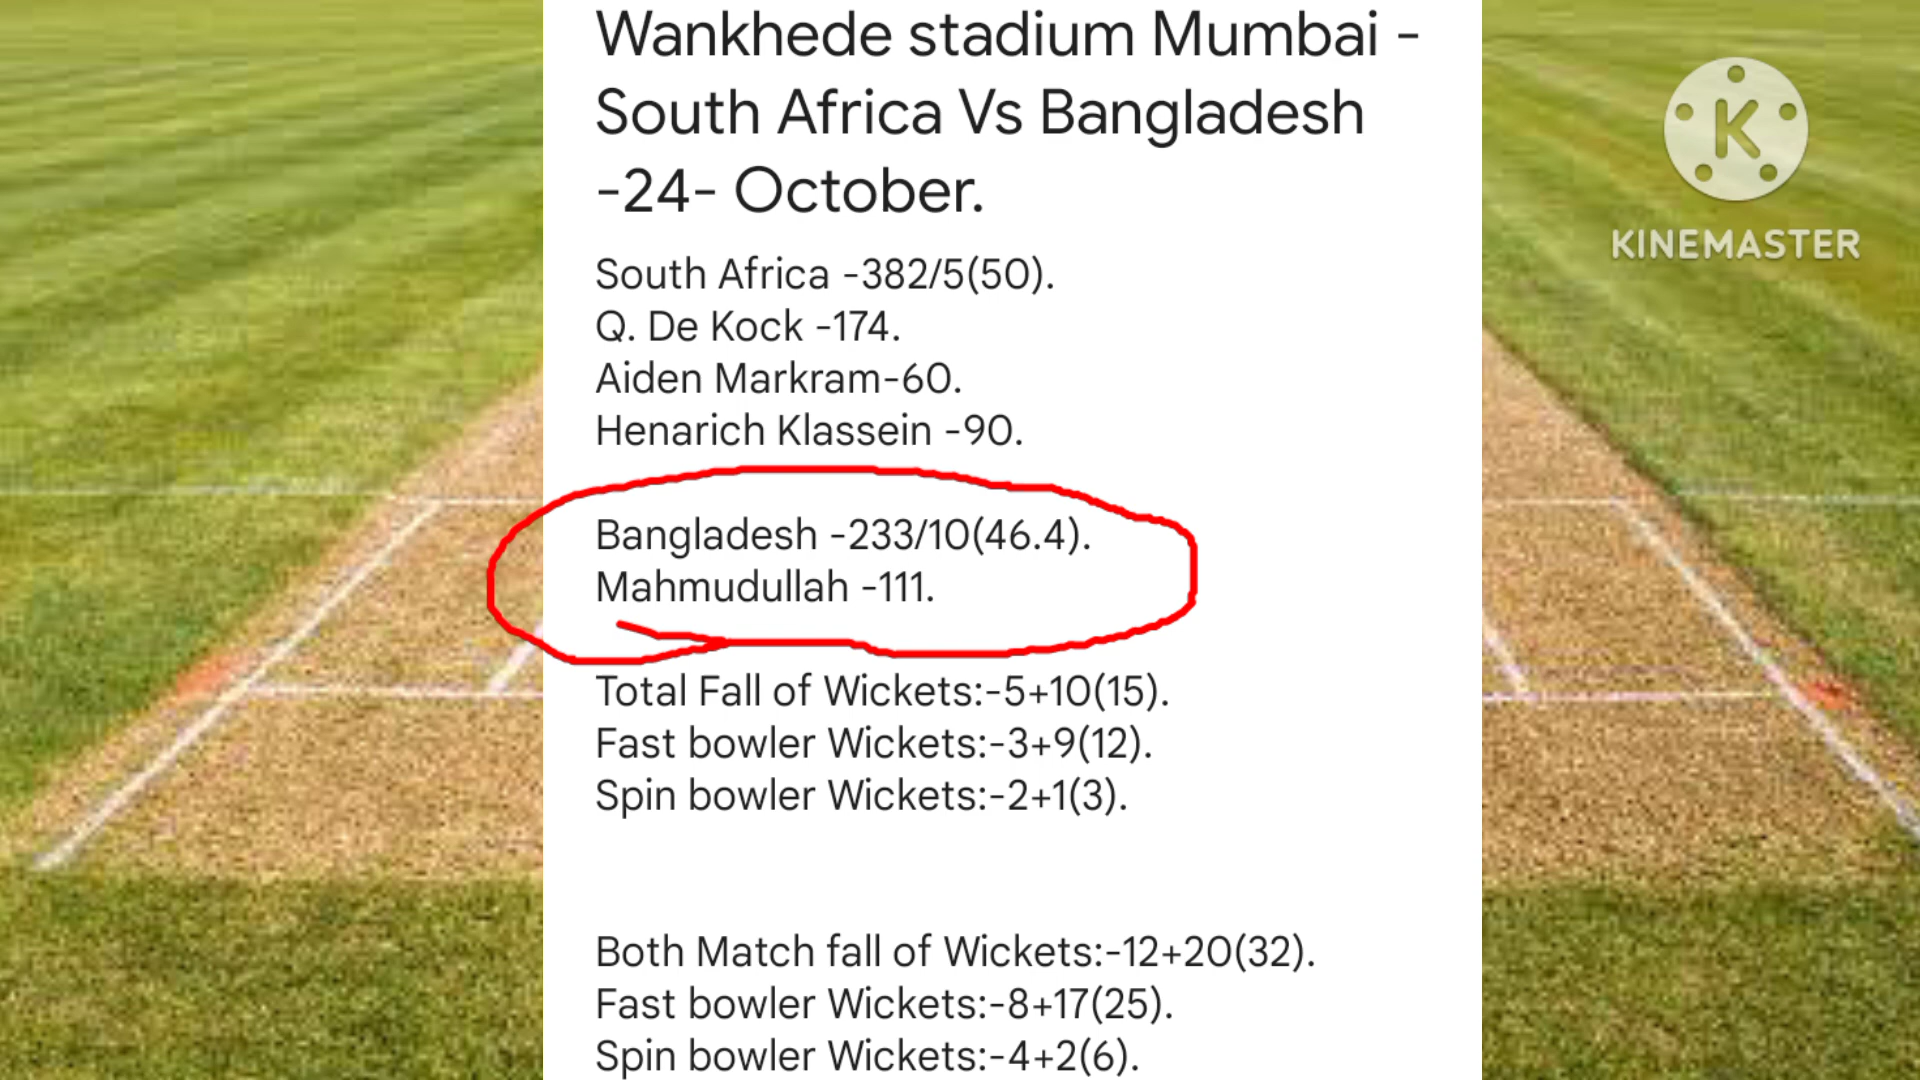 Wankhede stadium Mumbai -
South Africa Vs Bangladesh
-24- October.
South Africa -382/5(50).
Q. De Kock -174.
Aiden Markram-60.
Henarich Klassein -90.
Bangladesh -233/10(46.4).
Mahmudullah -111.
Total Fall of Wickets:-5+10(15).
Fast bowler Wickets:-3+9(12).
Spin bowler Wickets:-2+1(3).
Both Match fall of Wickets:-12+20(32).
Fast bowler Wickets:-8+17(25).
Spin bowler Wickets:-4+2(6).
K
KINEMASTER